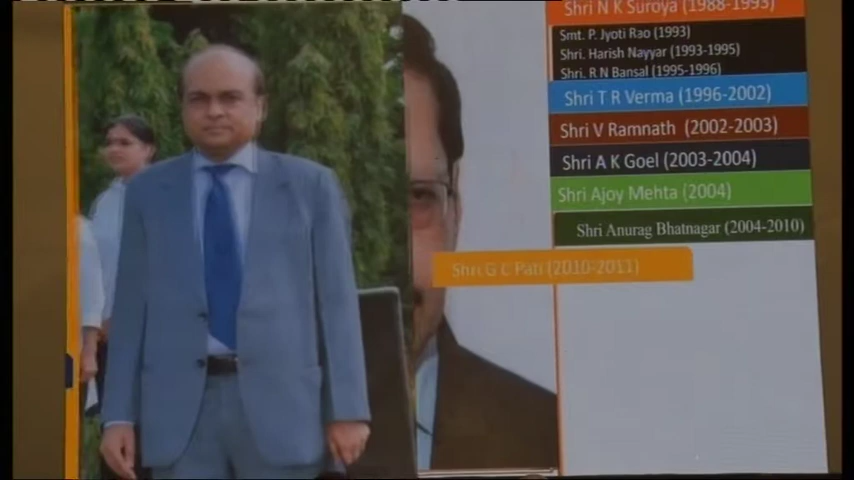 Shri N K Suroya (1988-1993)
Smt. P. Jyoti Rao (1993)
Shri. Harish Nayyar (1993-1995)
Shri. R N Bansal (1995-1996)
Shri T R Verma (1996-2002)
Shri V Ramnath (2002-2003)
Shri A K Goel (2003-2004)
Shri Ajoy Mehta (2004)
Shri Anurag Bhatnagar (2004-2010)
Shri G C Pati (2010-2011)